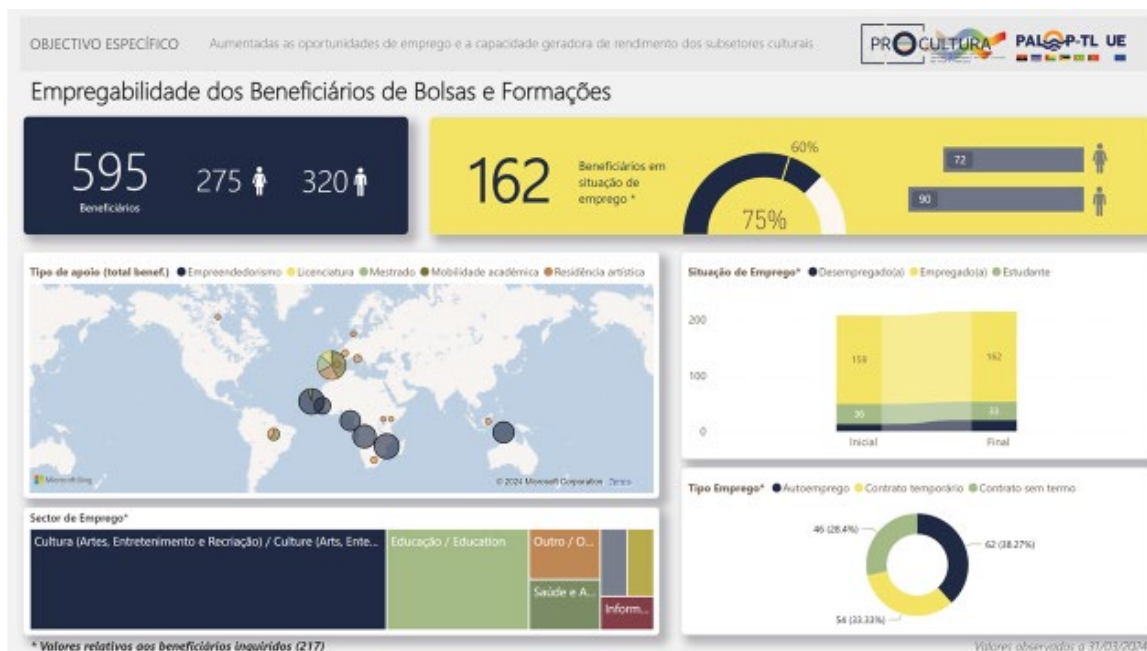 OBJECTIVO ESPECÍFICO
Aumentadas as oportunidades de emprego e a capacidade geradora de rendimento dos subsetores culturais
PROCULTURA
PALOP-TL UE
Empregabilidade dos Beneficiários de Bolsas e Formações
595
Beneficiários
275
320
162
Beneficiários em
situação de
emprego *
60%
75%
72
90
Tipo de apoio (total benef.) Empreendedorismo Licenciatura Mestrado Mobilidade académica Residência artística
Microsoft Bing
© 2024 Microsoft Corporation Terms
Situação de Emprego* Desempregado(a) Empregado(a) Estudante
200
100
0
159
36
162
33
Inicial
Final
Sector de Emprego*
Cultura (Artes, Entretenimento e Recriação) / Culture (Arts, Ente...
Educação / Education
Outro / O...
Saúde e A...
Inform...
Tipo Emprego* Autoemprego Contrato temporário Contrato sem termo
46 (28.4%)
62 (38.27%)
54 (33.33%)
* Valores relativos aos beneficiários inquiridos (217)
Valores observados a 31/03/2024